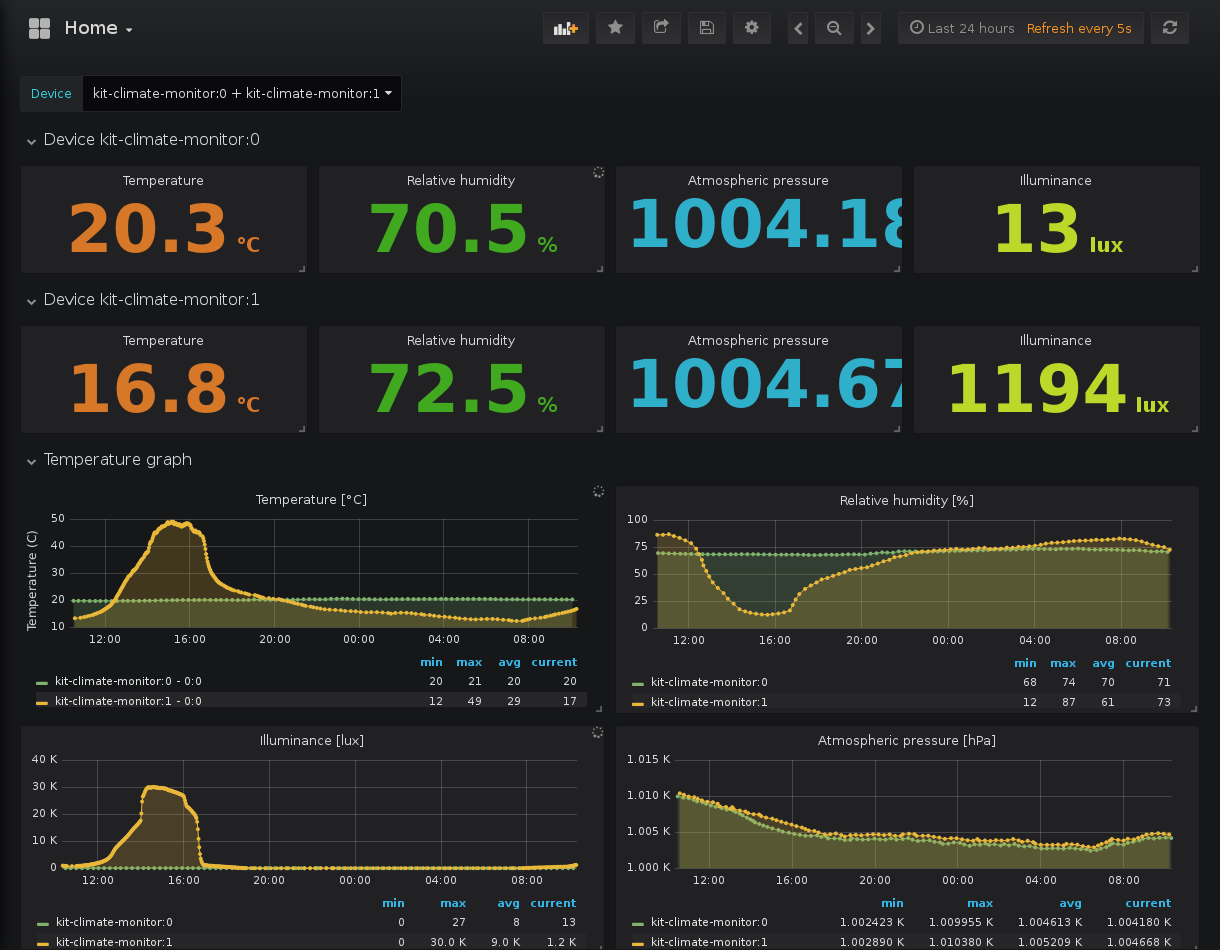 Home
Last 24 hours Refresh every 5s
Device kit-climate-monitor:0 + kit-climate-monitor:1
Device kit-climate-monitor:0
Temperature Relative humidity Atmospheric pressure Illuminance
20.3 °C 70.5 % 1004.18 13 lux
Device kit-climate-monitor:1
Temperature Relative humidity Atmospheric pressure Illuminance
16.8 °C 72.5 % 1004.67 1194 lux
Temperature graph
Temperature [°C]
Temperature (C)
50
40
30
20
10
12:00 16:00 20:00 00:00 04:00 08:00
min max avg current
kit-climate-monitor:0 - 0:0 20 21 20 20
kit-climate-monitor:1 - 0:0 12 49 29 17
Relative humidity [%]
100
75
50
25
0
12:00 16:00 20:00 00:00 04:00 08:00
min max avg current
kit-climate-monitor:0 68 74 70 71
kit-climate-monitor:1 12 87 61 73
Illuminance [lux]
40 K
30 K
20 K
10 K
0
12:00 16:00 20:00 00:00 04:00 08:00
min max avg current
kit-climate-monitor:0 0 27 8 13
kit-climate-monitor:1 0 30.0 K 9.0 K 1.2 K
Atmospheric pressure [hPa]
1.015 K
1.010 K
1.005 K
1.000 K
12:00 16:00 20:00 00:00 04:00 08:00
min max avg current
kit-climate-monitor:0 1.002423 K 1.009955 K 1.004613 K 1.004180 K
kit-climate-monitor:1 1.002890 K 1.010380 K 1.005209 K 1.004668 K